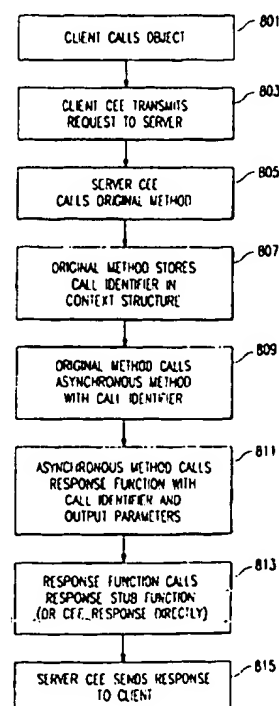 801
CLIENT CALLS OBJECT
803
CLIENT CEE TRANSMITS
REQUEST TO SERVER
805
SERVER CEE
CALLS ORIGINAL METHOD
807
ORIGINAL METHOD STORES
CALL IDENTIFIER IN
CONTEXT STRUCTURE
809
ORIGINAL METHOD CALLS
ASYNCHRONOUS METHOD
WITH CALL IDENTIFIER
811
ASYNCHRONOUS METHOD CALLS
RESPONSE FUNCTION WITH
CALL IDENTIFIER AND
OUTPUT PARAMETERS
813
RESPONSE FUNCTION CALLS
RESPONSE STUB FUNCTION
(OR CEE_RESPONSE DIRECTLY)
815
SERVER CEE SENDS RESPONSE
TO CLIENT